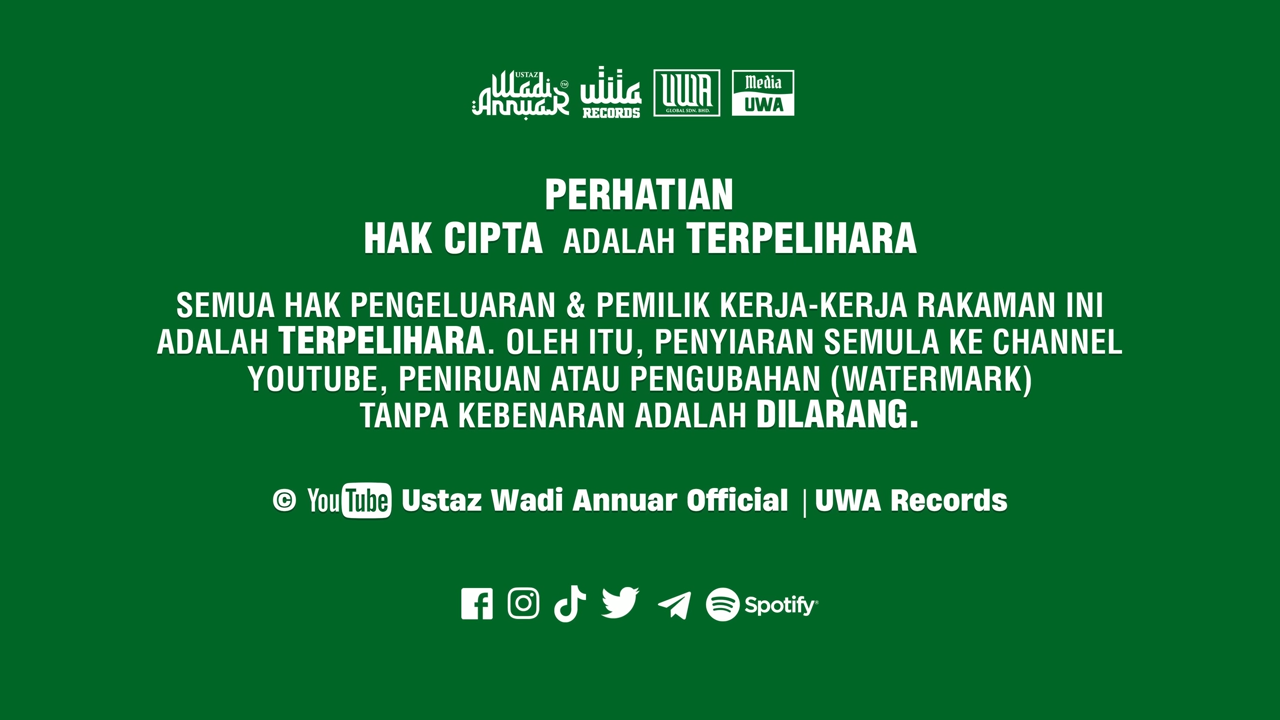 USTAZ Wadi Annuar TM
uwa RECORDS
UWA GLOBAL SDN. BHD.
Media UWA
PERHATIAN
HAK CIPTA ADALAH TERPELIHARA
SEMUA HAK PENGELUARAN & PEMILIK KERJA-KERJA RAKAMAN INI
ADALAH TERPELIHARA. OLEH ITU, PENYIARAN SEMULA KE CHANNEL
YOUTUBE, PENIRUAN ATAU PENGUBAHAN (WATERMARK)
TANPA KEBENARAN ADALAH DILARANG.
© YouTube Ustaz Wadi Annuar Official | UWA Records
Spotify®